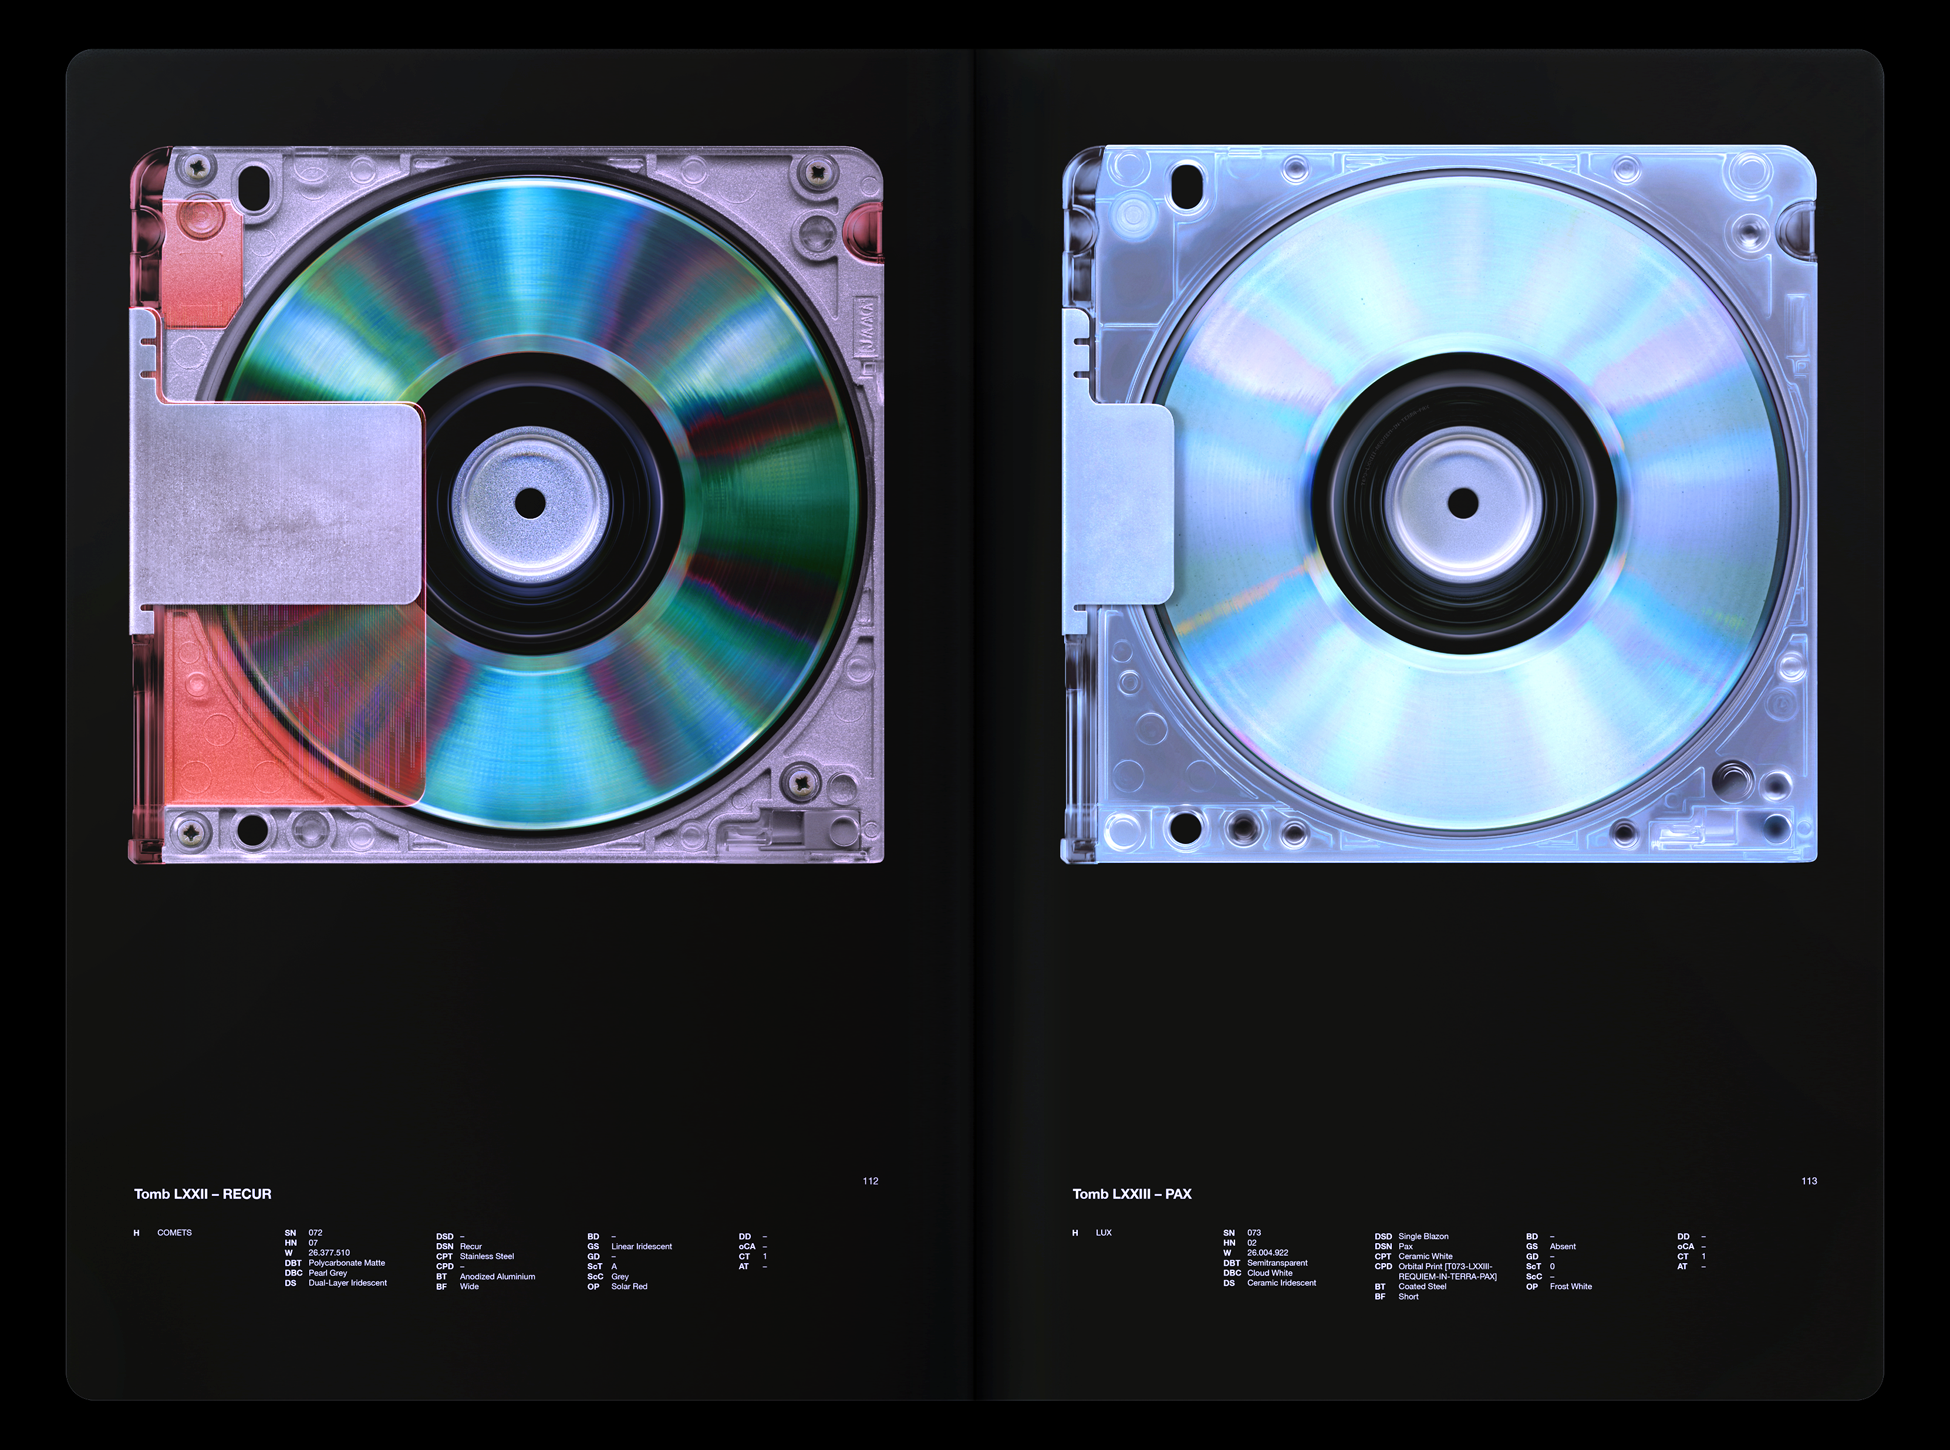 112
Tomb LXXII – RECUR
H COMETS
SN 072
HN 07
W 26.377.510
DBT Polycarbonate Matte
DBC Pearl Grey
DS Dual-Layer Iridescent
DSD –
DSN Recur
CPT Stainless Steel
CPD –
BT Anodized Aluminium
BF Wide
BD –
GS Linear Iridescent
GD –
ScT A
ScC Grey
OP Solar Red
DD –
oCA –
CT 1
AT –
113
Tomb LXXIII – PAX
H LUX
SN 073
HN 02
W 26.004.922
DBT Semitransparent
DBC Cloud White
DS Ceramic Iridescent
DSD Single Blazon
DSN Pax
CPT Ceramic White
CPD Orbital Print [T073-LXXIII-
REQUIEM-IN-TERRA-PAX]
BT Coated Steel
BF Short
BD –
GS Absent
GD –
ScT 0
ScC –
OP Frost White
DD –
oCA –
CT 1
AT –